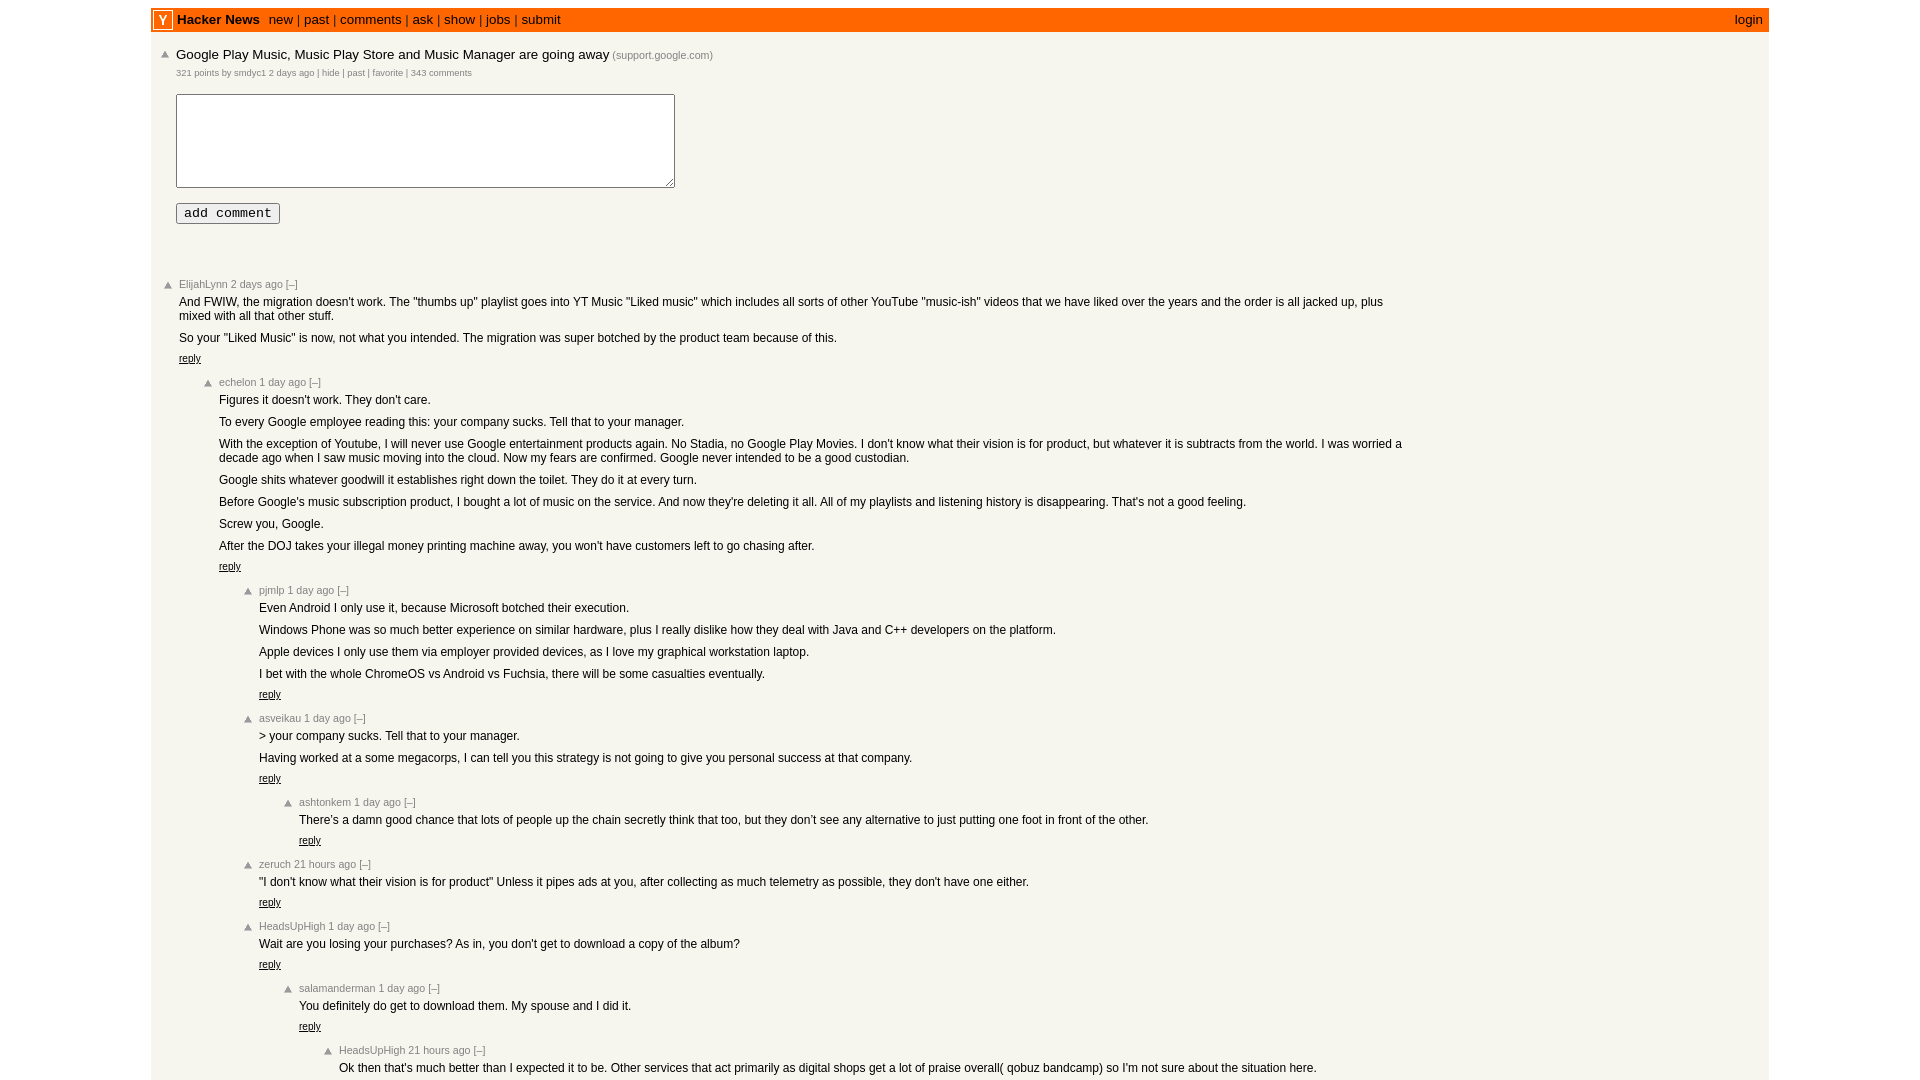 Y Hacker News new | past | comments | ask | show | jobs | submit login
Google Play Music, Music Play Store and Music Manager are going away (support.google.com)
321 points by smdyc1 2 days ago | hide | past | favorite | 343 comments
add comment
ElijahLynn 2 days ago [–]
And FWIW, the migration doesn't work. The "thumbs up" playlist goes into YT Music "Liked music" which includes all sorts of other YouTube "music-ish" videos that we have liked over the years and the order is all jacked up, plus
mixed with all that other stuff.
So your "Liked Music" is now, not what you intended. The migration was super botched by the product team because of this.
reply
echelon 1 day ago [–]
Figures it doesn't work. They don't care.
To every Google employee reading this: your company sucks. Tell that to your manager.
With the exception of Youtube, I will never use Google entertainment products again. No Stadia, no Google Play Movies. I don't know what their vision is for product, but whatever it is subtracts from the world. I was worried a
decade ago when I saw music moving into the cloud. Now my fears are confirmed. Google never intended to be a good custodian.
Google shits whatever goodwill it establishes right down the toilet. They do it at every turn.
Before Google's music subscription product, I bought a lot of music on the service. And now they're deleting it all. All of my playlists and listening history is disappearing. That's not a good feeling.
Screw you, Google.
After the DOJ takes your illegal money printing machine away, you won't have customers left to go chasing after.
reply
pjmlp 1 day ago [–]
Even Android I only use it, because Microsoft botched their execution.
Windows Phone was so much better experience on similar hardware, plus I really dislike how they deal with Java and C++ developers on the platform.
Apple devices I only use them via employer provided devices, as I love my graphical workstation laptop.
I bet with the whole ChromeOS vs Android vs Fuchsia, there will be some casualties eventually.
reply
asveikau 1 day ago [–]
> your company sucks. Tell that to your manager.
Having worked at a some megacorps, I can tell you this strategy is not going to give you personal success at that company.
reply
ashtonkem 1 day ago [–]
There’s a damn good chance that lots of people up the chain secretly think that too, but they don’t see any alternative to just putting one foot in front of the other.
reply
zeruch 21 hours ago [–]
"I don't know what their vision is for product" Unless it pipes ads at you, after collecting as much telemetry as possible, they don't have one either.
reply
HeadsUpHigh 1 day ago [–]
Wait are you losing your purchases? As in, you don't get to download a copy of the album?
reply
salamanderman 1 day ago [–]
You definitely do get to download them. My spouse and I did it.
reply
HeadsUpHigh 21 hours ago [–]
Ok then that's much better than I expected it to be. Other services that act primarily as digital shops get a lot of praise overall( qobuz bandcamp) so I'm not sure about the situation here.